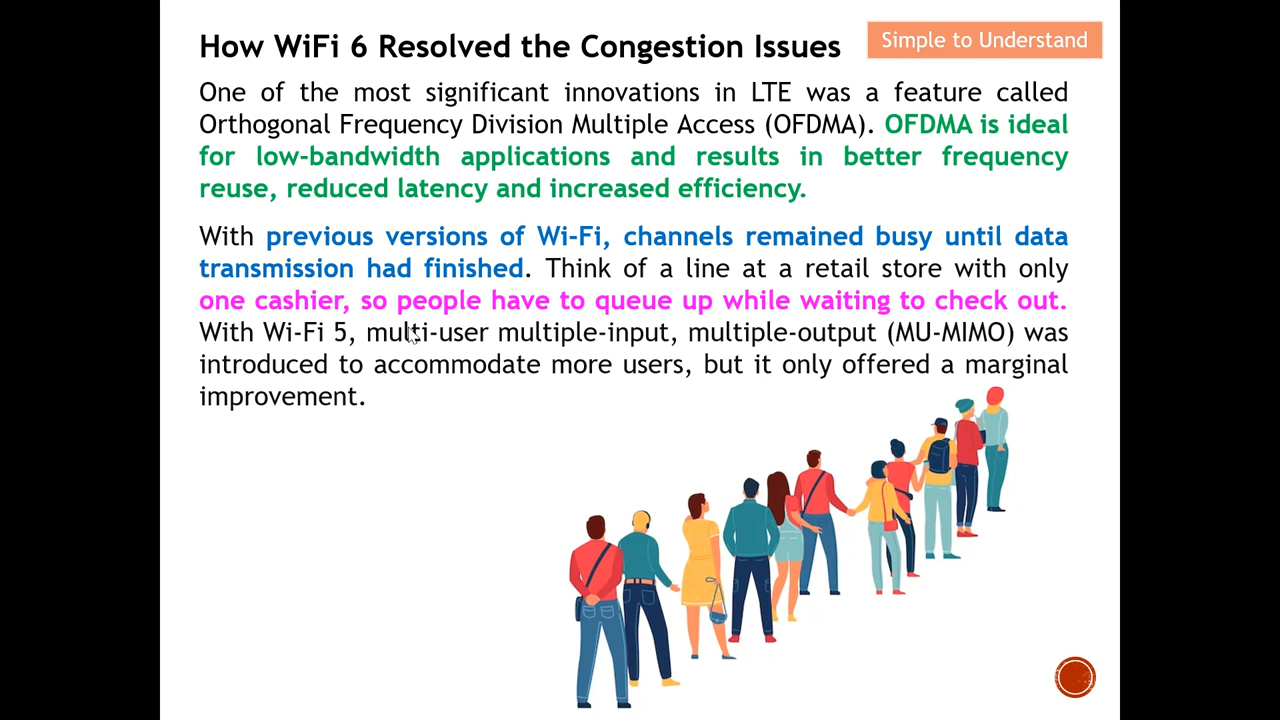 How WiFi 6 Resolved the Congestion Issues
Simple to Understand
One of the most significant innovations in LTE was a feature called
Orthogonal Frequency Division Multiple Access (OFDMA). OFDMA is ideal
for low-bandwidth applications and results in better frequency
reuse, reduced latency and increased efficiency.
With previous versions of Wi-Fi, channels remained busy until data
transmission had finished. Think of a line at a retail store with only
one cashier, so people have to queue up while waiting to check out.
With Wi-Fi 5, multi-user multiple-input, multiple-output (MU-MIMO) was
introduced to accommodate more users, but it only offered a marginal
improvement.